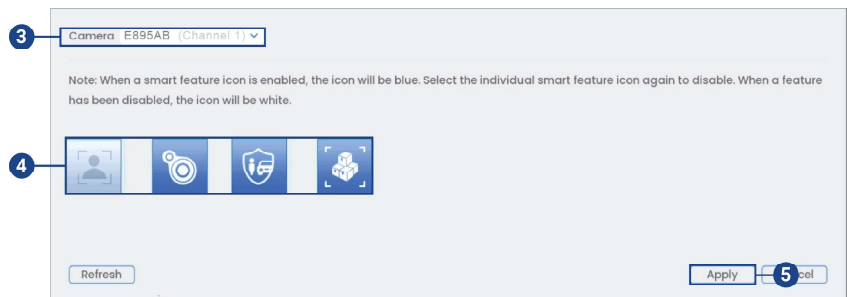 3 Camera E895AB (Channel 1)
Note: When a smart feature icon is enabled, the icon will be blue. Select the individual smart feature icon again to disable. When a feature
has been disabled, the icon will be white.
4
Refresh Apply 5 cel